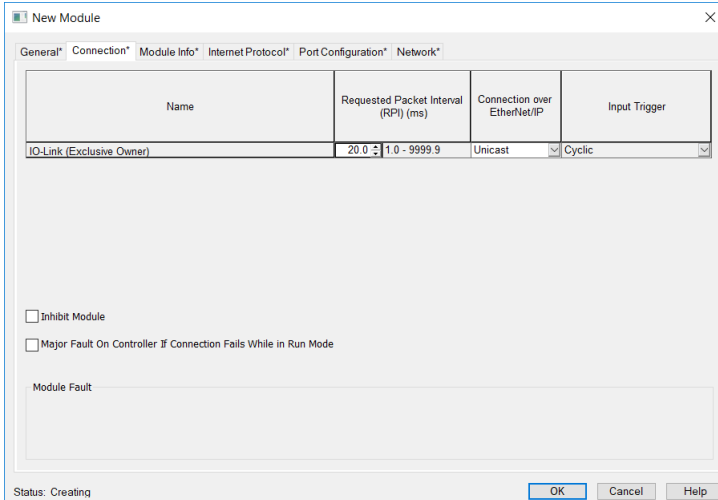 New Module
General* Connection* Module Info* Internet Protocol* Port Configuration* Network*
Name
Requested Packet Interval
(RPI) (ms)
Connection over
EtherNet/IP
Input Trigger
IO-Link (Exclusive Owner) 20.0 1.0 - 9999.9 Unicast Cyclic
Inhibit Module
Major Fault On Controller If Connection Fails While in Run Mode
Module Fault
Status: Creating OK Cancel Help